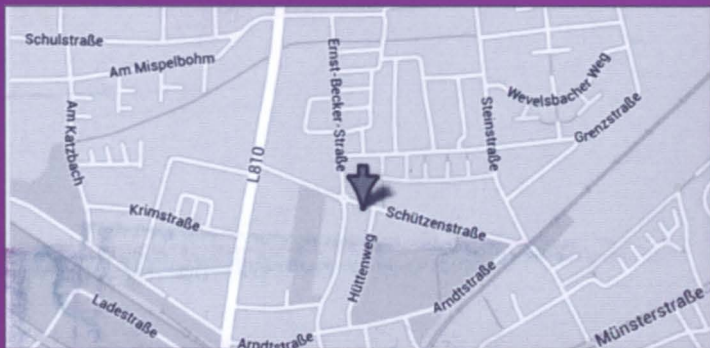 Schulstraße
Am Mispelbohm
Am Katzbach
Ernst-Becker-Straße
L810
Steinstraße
Wevelsbacher Weg
Grenzstraße
Krimstraße
Schützenstraße
Hüttenweg
Arndtstraße
Ladestraße
Arndtstraße
Münsterstraße